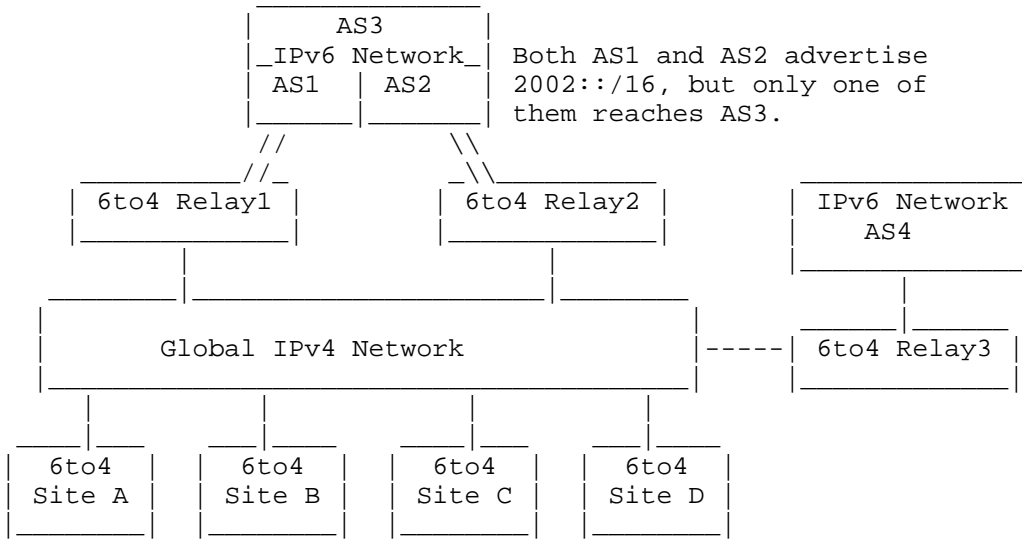 AS3
IPv6 Network
Both AS1 and AS2 advertise
AS1 AS2
2002::/16, but only one of
them reaches AS3.
6to4 Relay1
6to4 Relay2
IPv6 Network
AS4
Global IPv4 Network
6to4 Relay3
6to4
Site A
6to4
Site B
6to4
Site C
6to4
Site D